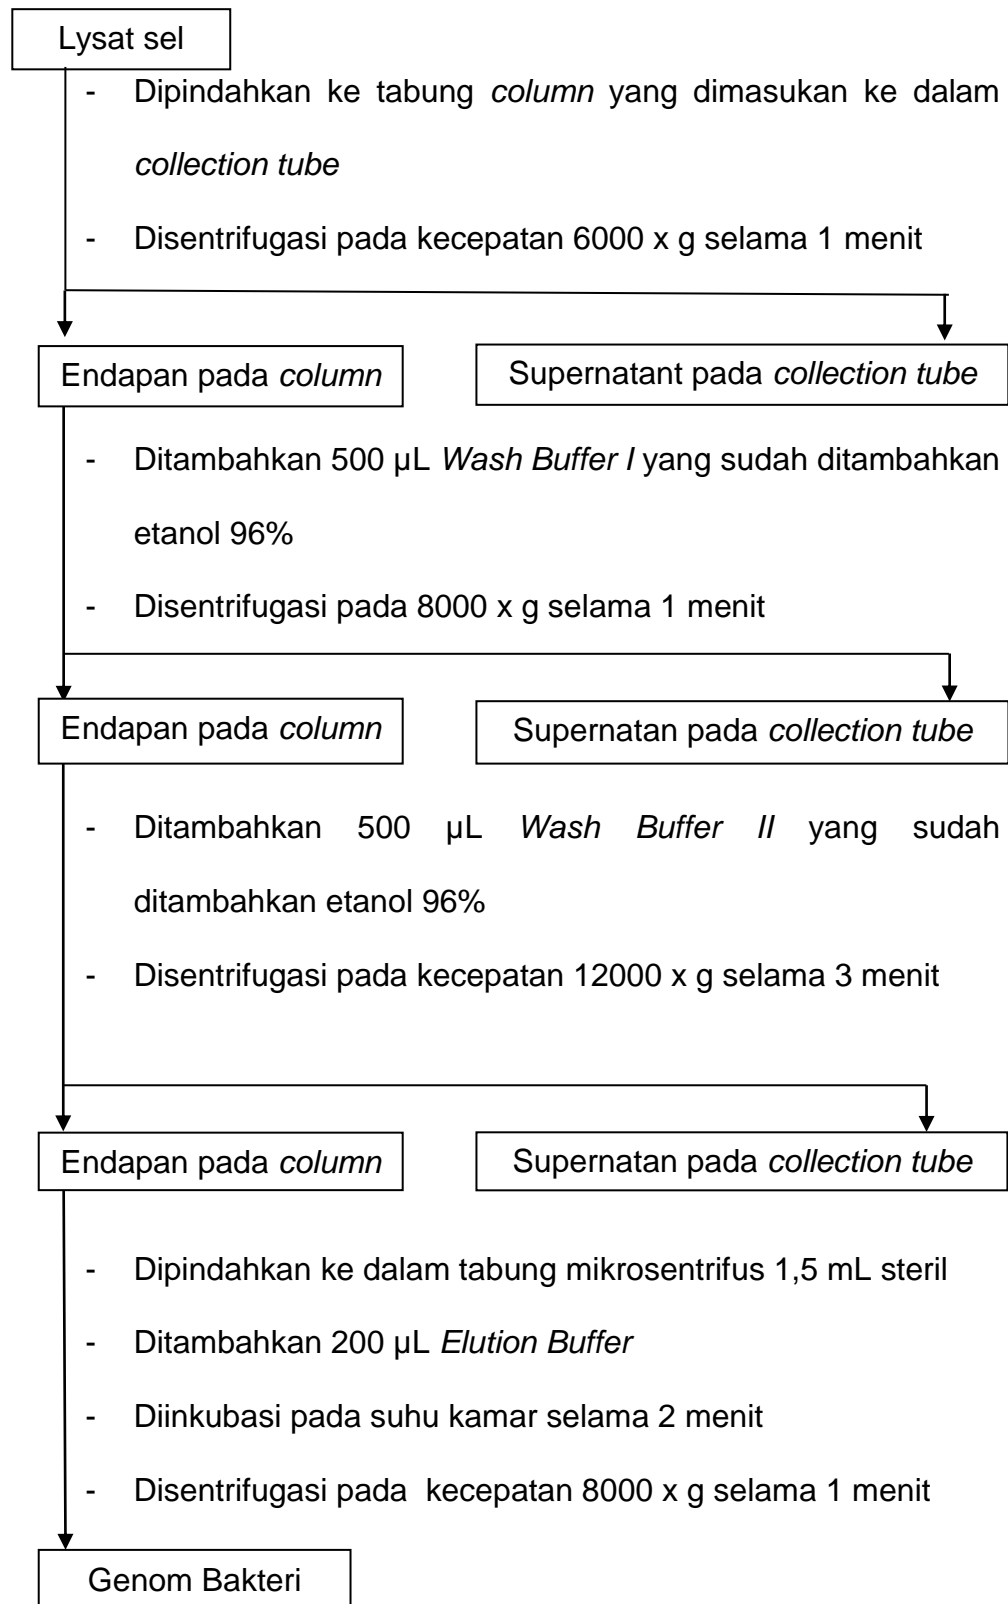 Lysat sel
- Dipindahkan ke tabung column yang dimasukan ke dalam
collection tube
- Disentrifugasi pada kecepatan 6000 x g selama 1 menit
Endapan pada column
Supernatant pada collection tube
- Ditambahkan 500 µL Wash Buffer I yang sudah ditambahkan
etanol 96%
- Disentrifugasi pada 8000 x g selama 1 menit
Endapan pada column
Supernatan pada collection tube
- Ditambahkan 500 µL Wash Buffer II yang sudah
ditambahkan etanol 96%
- Disentrifugasi pada kecepatan 12000 x g selama 3 menit
Endapan pada column
Supernatan pada collection tube
- Dipindahkan ke dalam tabung mikrosentrifus 1,5 mL steril
- Ditambahkan 200 µL Elution Buffer
- Diinkubasi pada suhu kamar selama 2 menit
- Disentrifugasi pada kecepatan 8000 x g selama 1 menit
Genom Bakteri